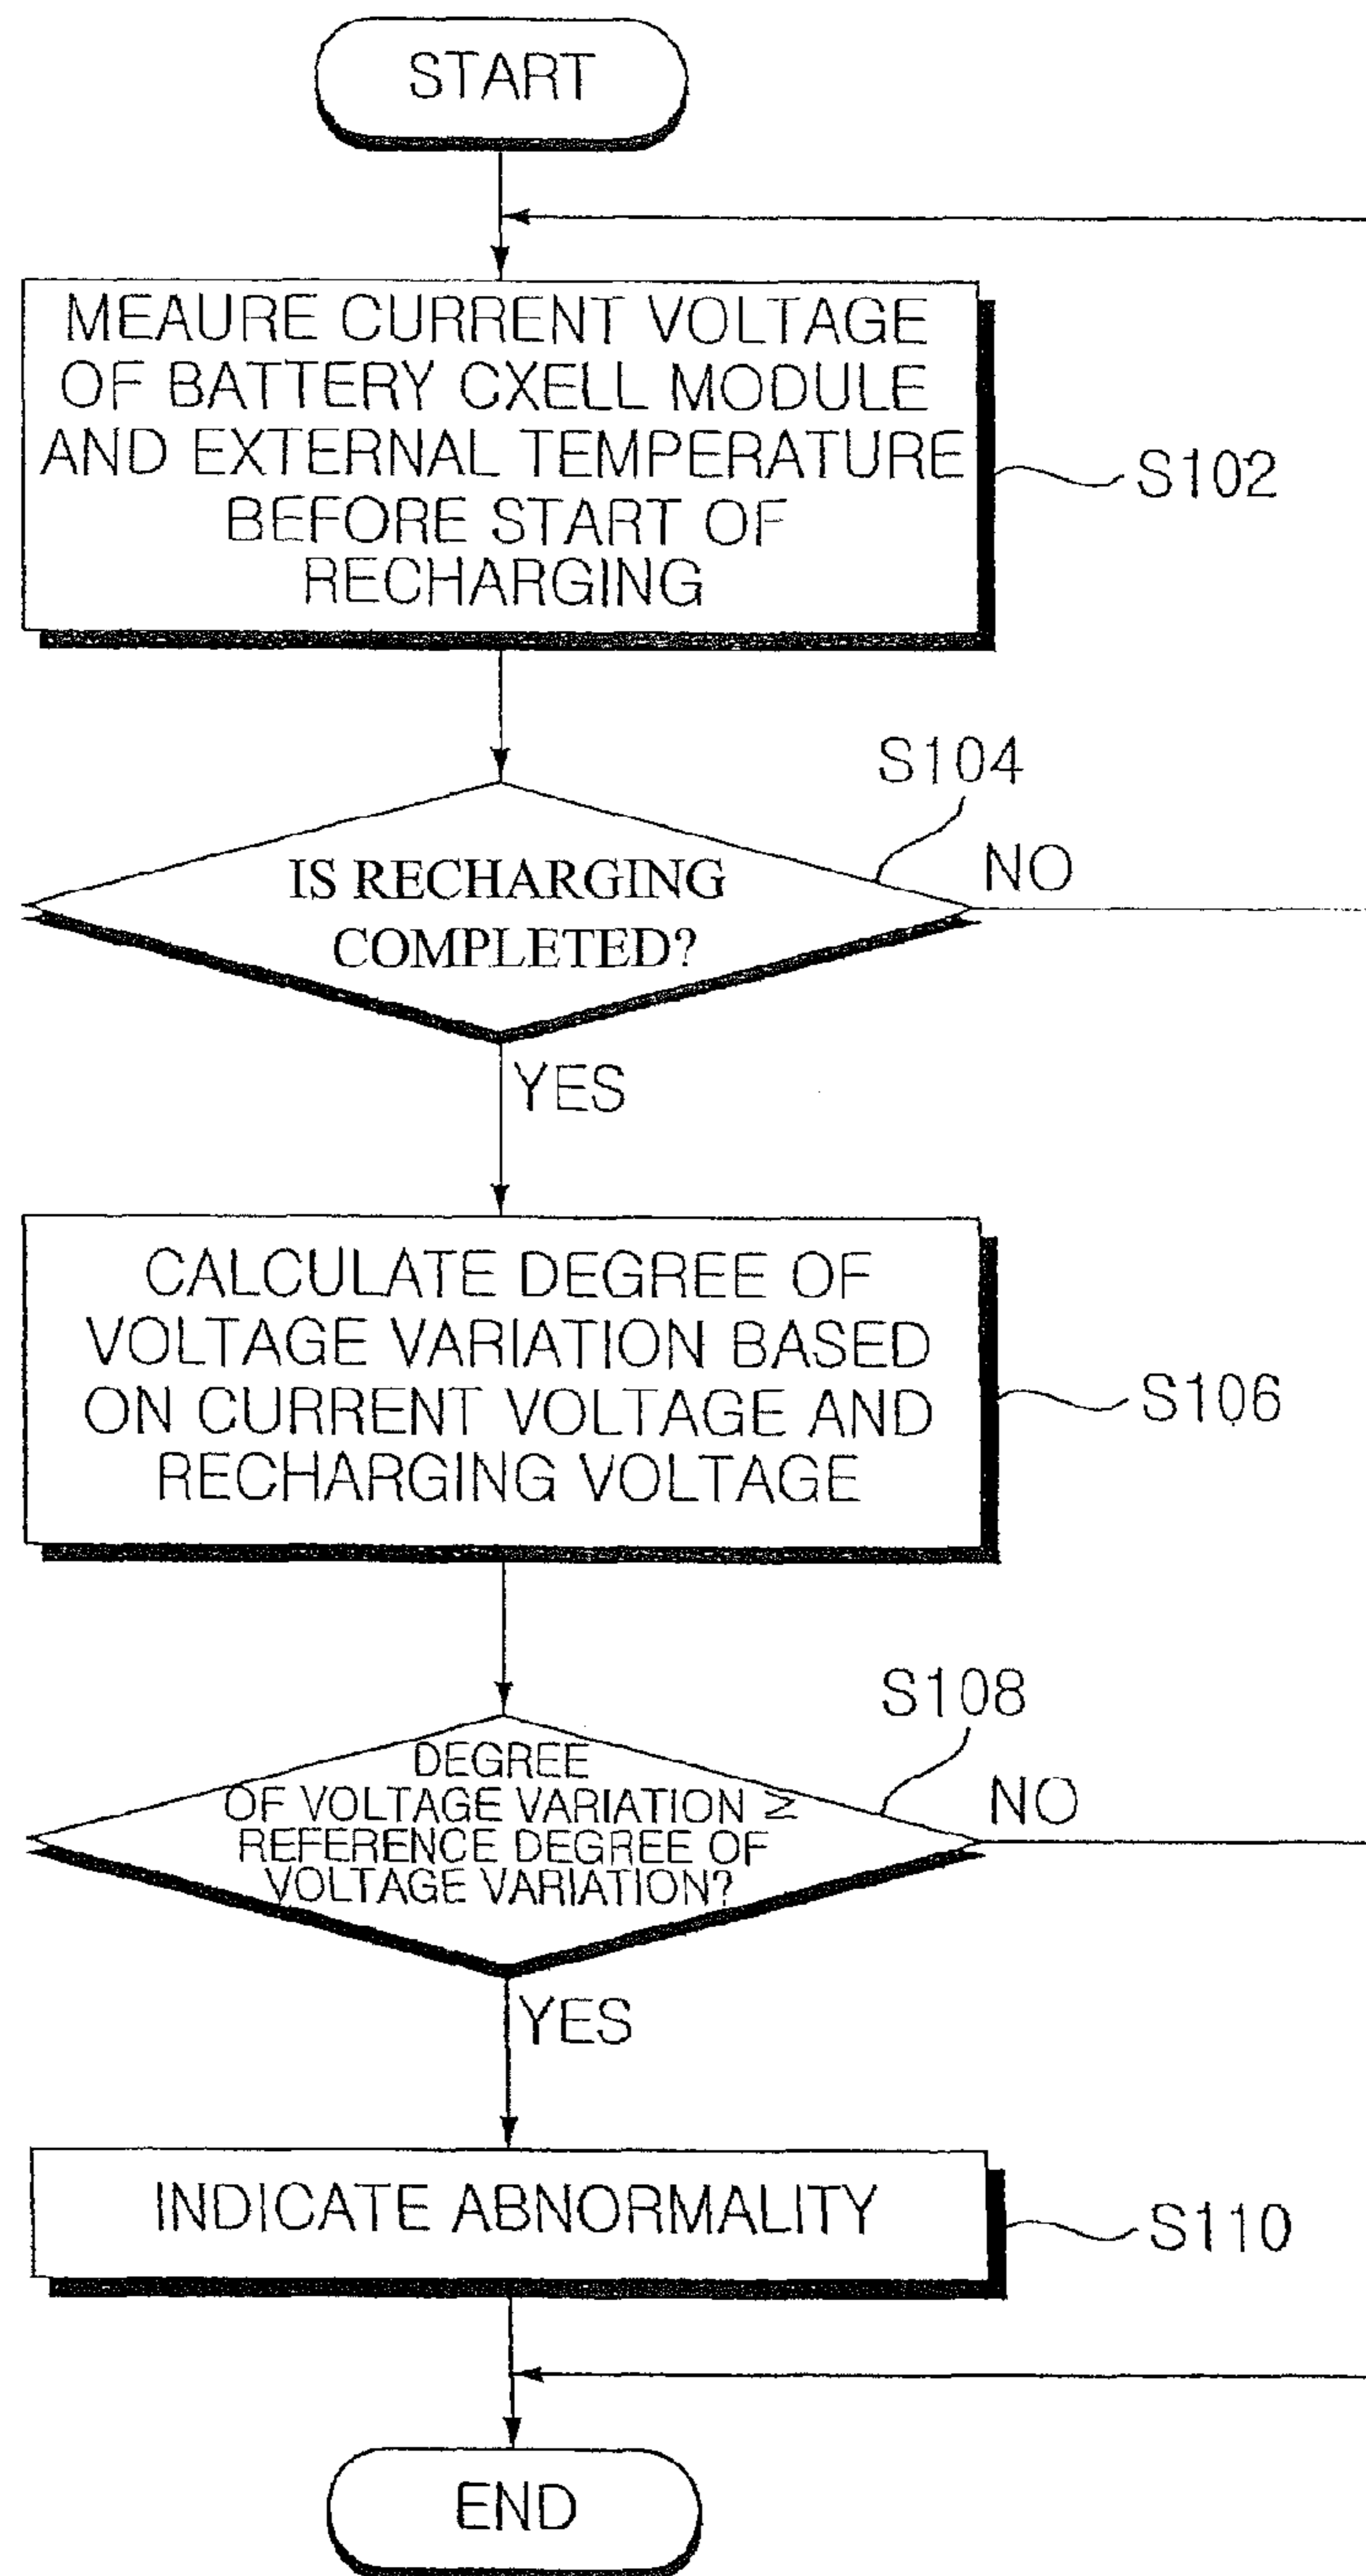 START
MEAURE CURRENT VOLTAGE
OF BATTERY CXELL MODULE
AND EXTERNAL TEMPERATURE
BEFORE START OF
RECHARGING
S102
S104
IS RECHARGING
COMPLETED?
NO
YES
CALCULATE DEGREE OF
VOLTAGE VARIATION BASED
ON CURRENT VOLTAGE AND
RECHARGING VOLTAGE
S106
S108
DEGREE
OF VOLTAGE VARIATION ≥
REFERENCE DEGREE OF
VOLTAGE VARIATION?
NO
YES
INDICATE ABNORMALITY
S110
END